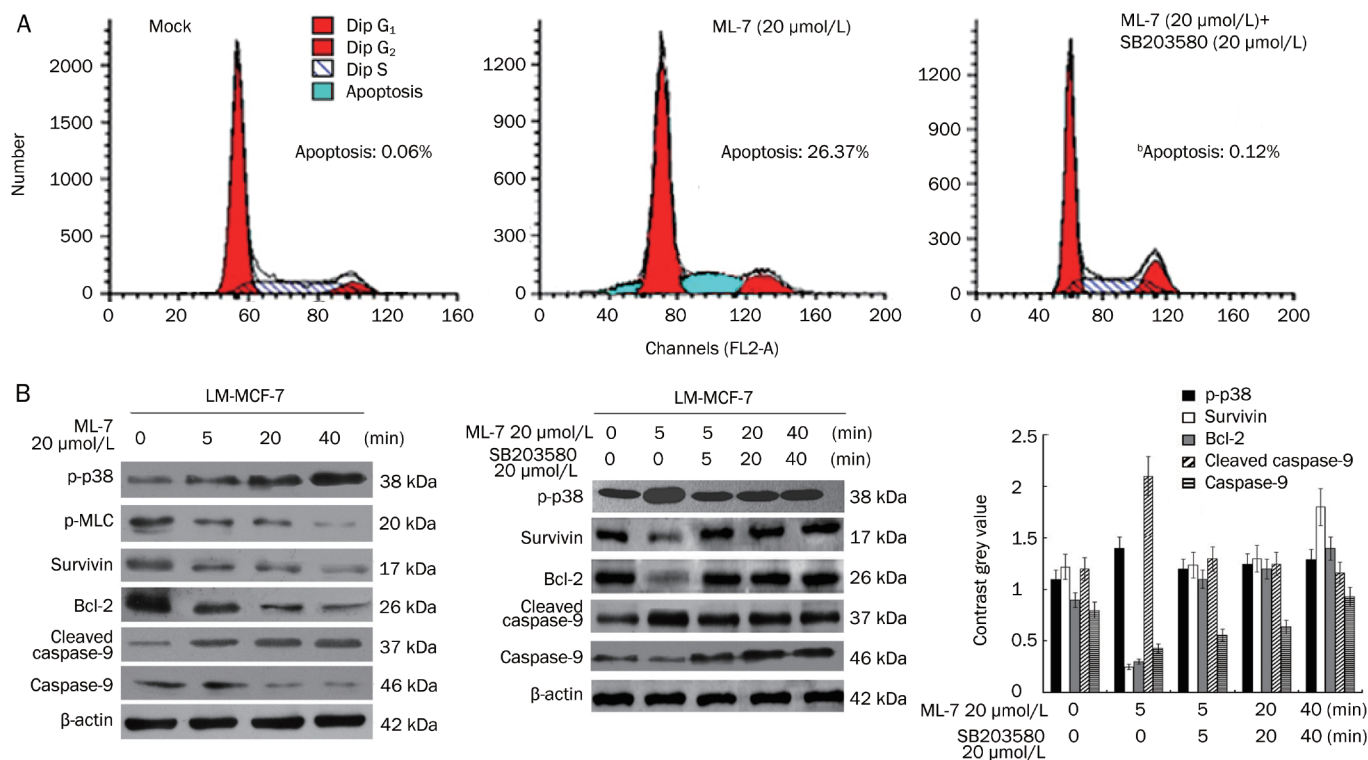 A
Mock
Dip G₁
Dip G₂
Dip S
Apoptosis
Apoptosis: 0.06%
Number
2000
1500
1000
500
0
0 20 60 80 120 160
ML-7 (20 µmol/L)
Apoptosis: 26.37%
1200
900
600
300
0
0 40 80 120 160 200
Channels (FL2-A)
ML-7 (20 µmol/L)+
SB203580 (20 µmol/L)
ᵇApoptosis: 0.12%
1200
900
600
300
0
0 40 80 120 160 200
B
LM-MCF-7
ML-7
20 µmol/L
0 5 20 40 (min)
p-p38 38 kDa
p-MLC 20 kDa
Survivin 17 kDa
Bcl-2 26 kDa
Cleaved
caspase-9 37 kDa
Caspase-9 46 kDa
β-actin 42 kDa
LM-MCF-7
ML-7 20 µmol/L 0 5 5 20 40 (min)
SB203580
20 µmol/L
0 0 5 20 40 (min)
p-p38 38 kDa
Survivin 17 kDa
Bcl-2 26 kDa
Cleaved
caspase-9 37 kDa
Caspase-9 46 kDa
β-actin 42 kDa
p-p38
Survivin
Bcl-2
Cleaved caspase-9
Caspase-9
Contrast grey value
2.5
2
1.5
1
0.5
0
ML-7 20 µmol/L 0 5 5 20 40 (min)
SB203580
20 µmol/L
0 0 5 20 40 (min)